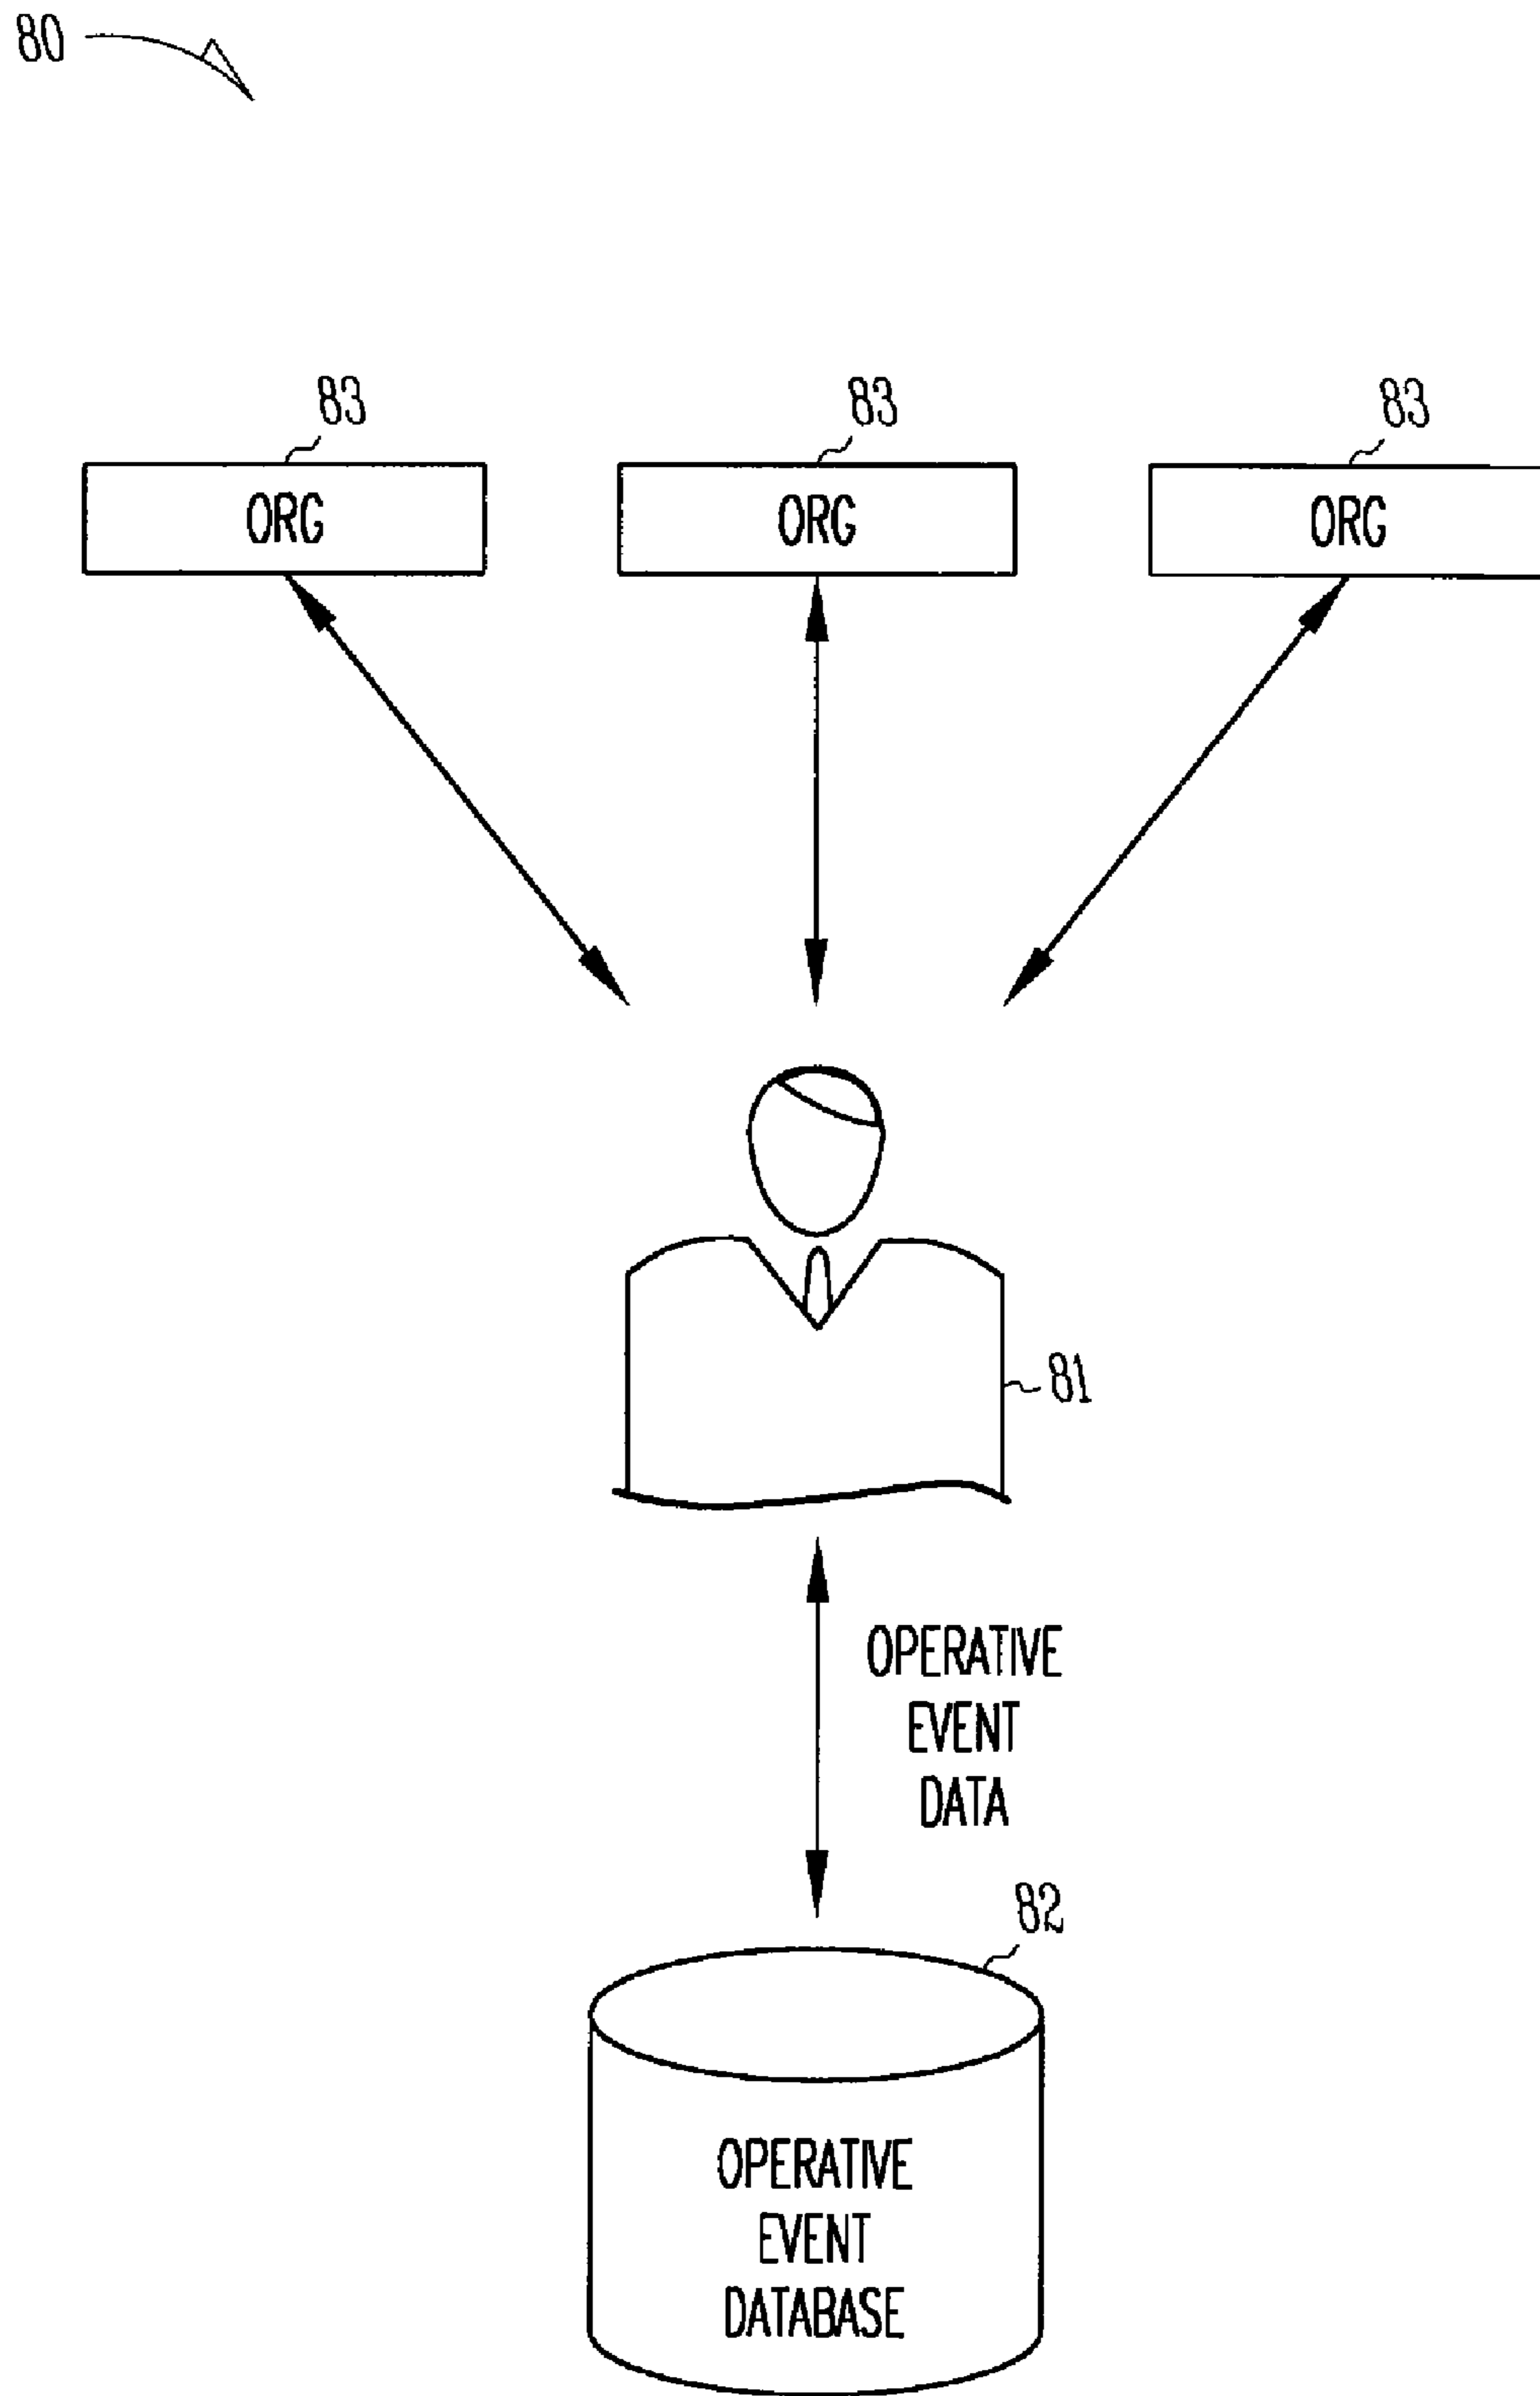 80
83 83 83
ORG ORG ORG
81
OPERATIVE
EVENT
DATA
82
OPERATIVE
EVENT
DATABASE